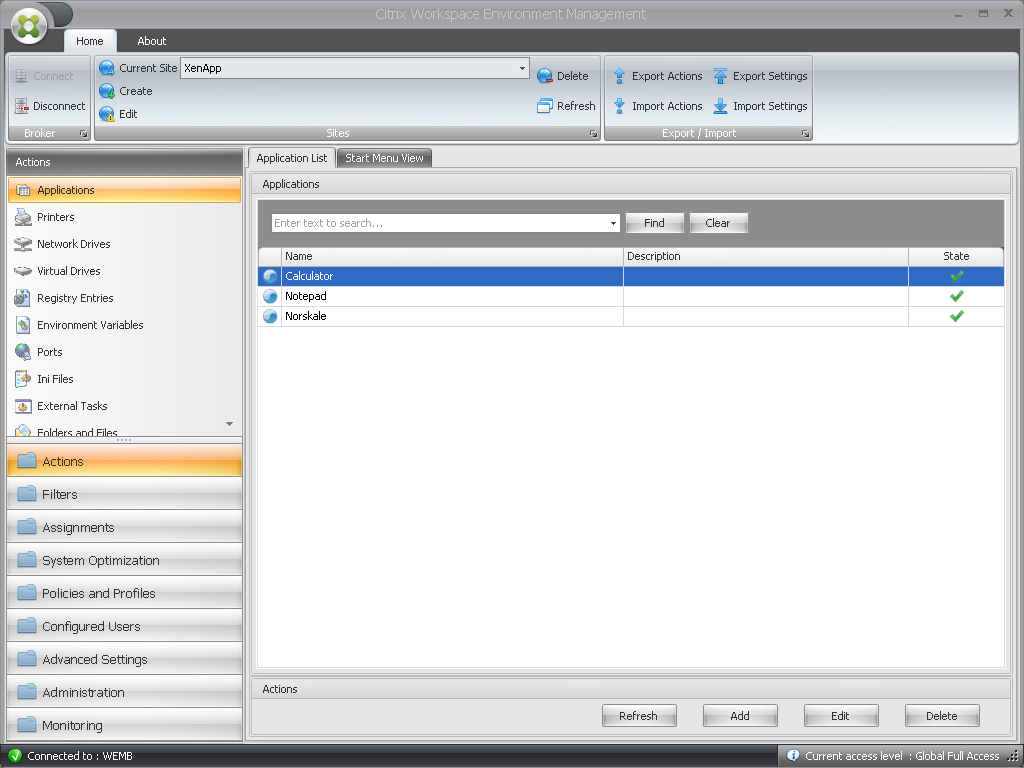 Citrix Workspace Environment Management
Home About
Connect
Disconnect
Broker
Current Site XenApp
Create
Edit
Delete
Refresh
Sites
Export Actions Export Settings
Import Actions Import Settings
Export / Import
Actions
Applications
Printers
Network Drives
Virtual Drives
Registry Entries
Environment Variables
Ports
Ini Files
External Tasks
Folders and Files
Actions
Filters
Assignments
System Optimization
Policies and Profiles
Configured Users
Advanced Settings
Administration
Monitoring
Application List Start Menu View
Applications
Enter text to search... Find Clear
Name Description State
Calculator
Notepad
Norskale
Actions
Refresh Add Edit Delete
Connected to : WEMB
Current access level : Global Full Access